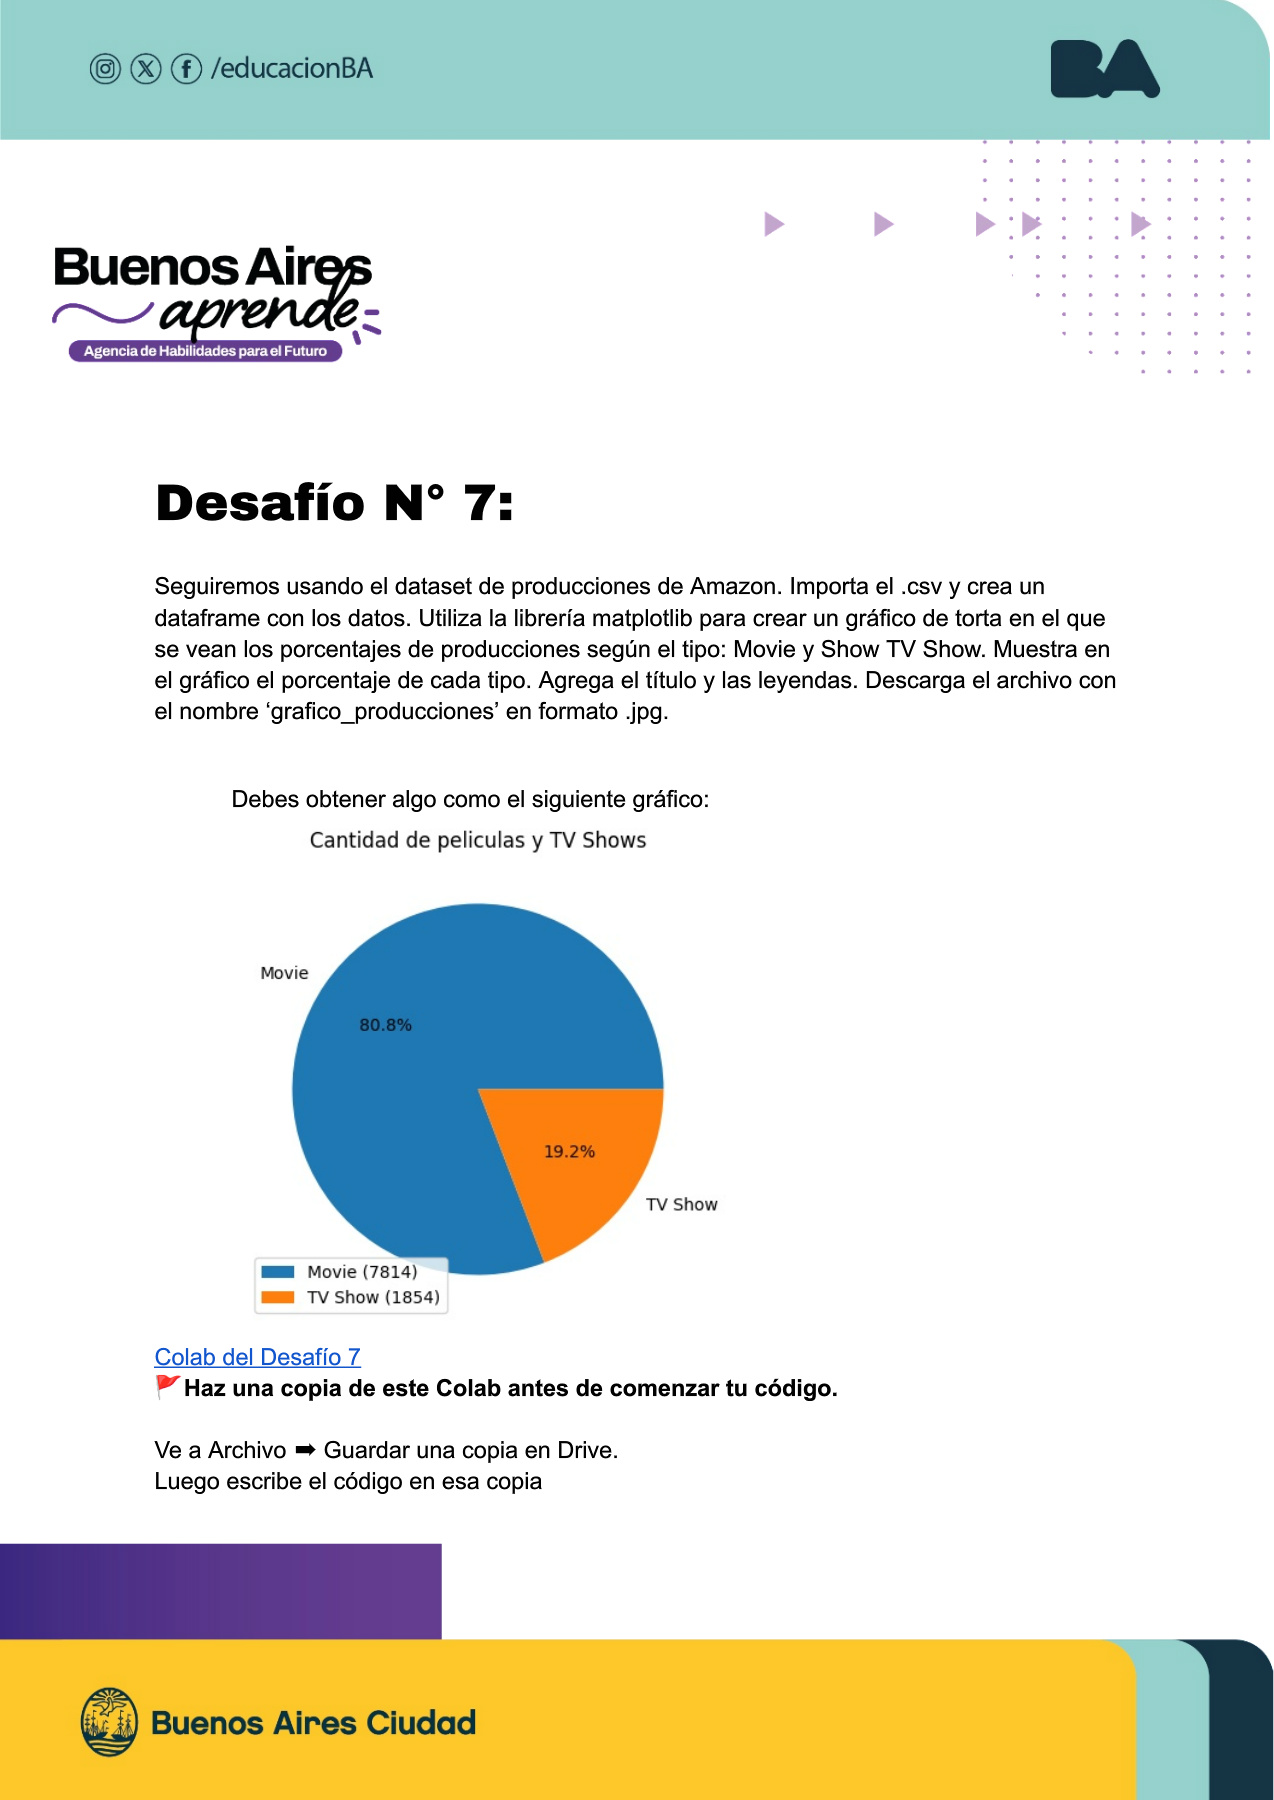 /educacionBA
BA
Buenos Aires
aprende
Agencia de Habilidades para el Futuro
Desafío N° 7:
Seguiremos usando el dataset de producciones de Amazon. Importa el .csv y crea un
dataframe con los datos. Utiliza la librería matplotlib para crear un gráfico de torta en el que
se vean los porcentajes de producciones según el tipo: Movie y Show TV Show. Muestra en
el gráfico el porcentaje de cada tipo. Agrega el título y las leyendas. Descarga el archivo con
el nombre ‘grafico_producciones’ en formato .jpg.
Debes obtener algo como el siguiente gráfico:
Cantidad de peliculas y TV Shows
Movie
80.8%
19.2%
TV Show
Movie (7814)
TV Show (1854)
Colab del Desafío 7
🚩Haz una copia de este Colab antes de comenzar tu código.
Ve a Archivo ➡ Guardar una copia en Drive.
Luego escribe el código en esa copia
Buenos Aires Ciudad